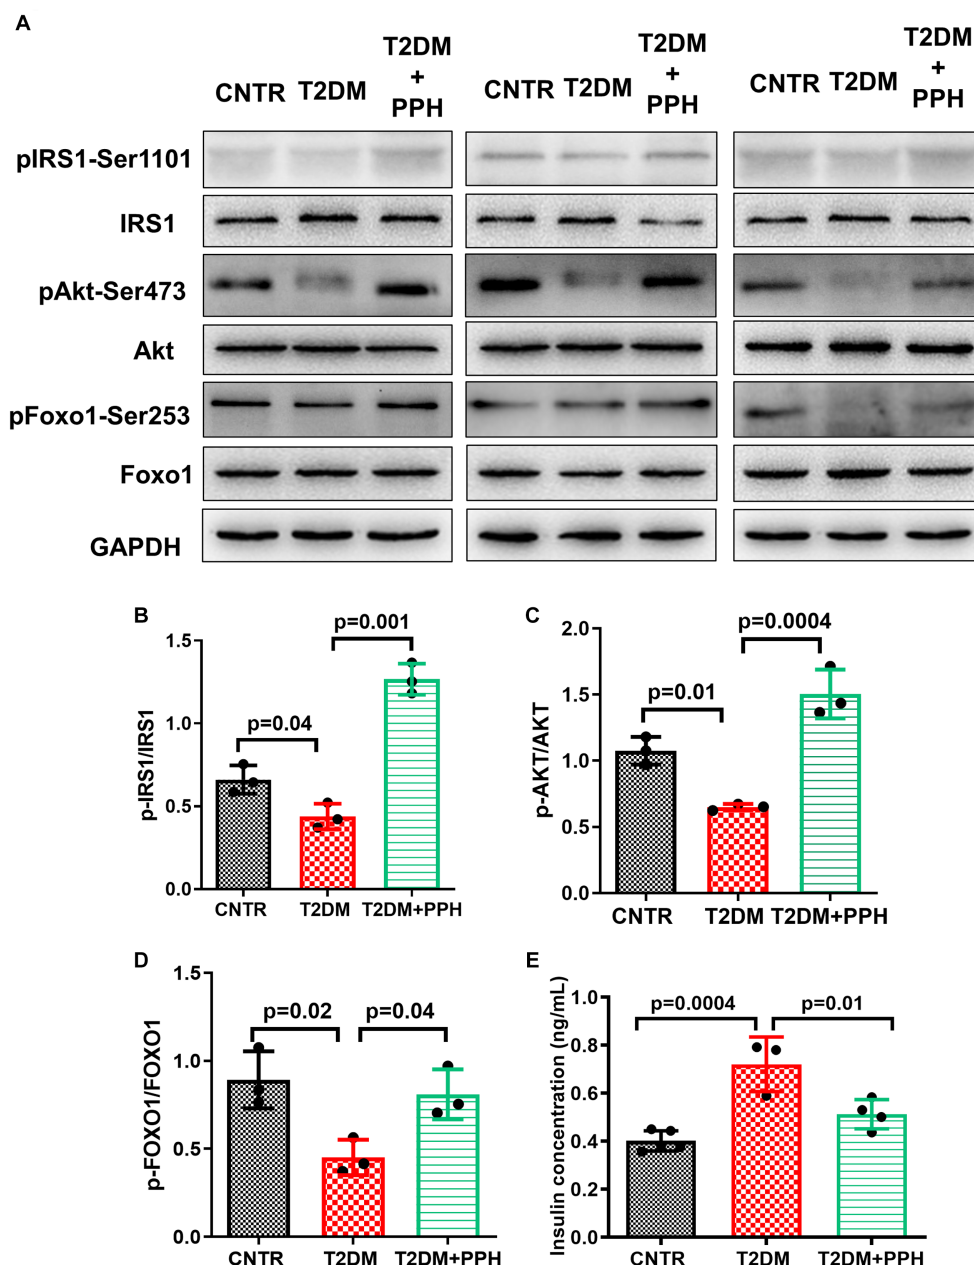 A
CNTR T2DM T2DM + PPH
CNTR T2DM T2DM + PPH
CNTR T2DM T2DM + PPH
pIRS1-Ser1101
IRS1
pAkt-Ser473
Akt
pFoxo1-Ser253
Foxo1
GAPDH
B
p=0.001
p=0.04
p-IRS1/IRS1
1.5
1.0
0.5
0.0
CNTR T2DM T2DM+PPH
C
p=0.0004
p=0.01
p-AKT/AKT
2.0
1.5
1.0
0.5
0.0
CNTR T2DM T2DM+PPH
D
p=0.02 p=0.04
p-FOXO1/FOXO1
1.5
1.0
0.5
0.0
CNTR T2DM T2DM+PPH
E
p=0.0004 p=0.01
Insulin concentration (ng/mL)
1.0
0.8
0.6
0.4
0.2
0.0
CNTR T2DM T2DM+PPH